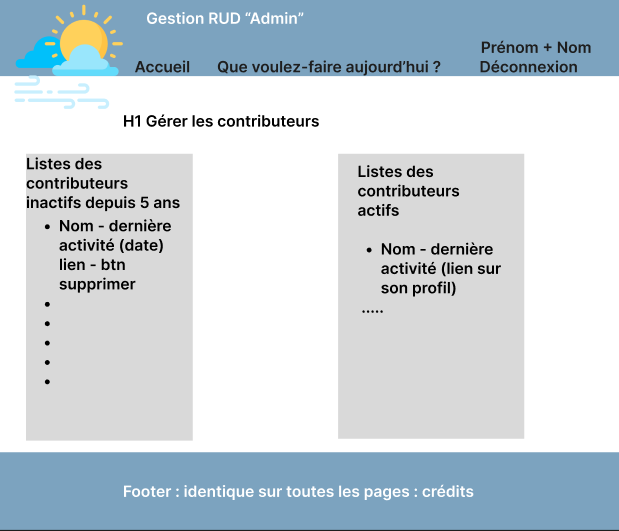 Gestion RUD “Admin”
Prénom + Nom
Accueil Que voulez-faire aujourd’hui ? Déconnexion
H1 Gérer les contributeurs
Listes des
contributeurs
inactifs depuis 5 ans
• Nom - dernière
activité (date)
lien - btn
supprimer
•
•
•
•
•
Listes des
contributeurs
actifs
• Nom - dernière
activité (lien sur
son profil)
.....
Footer : identique sur toutes les pages : crédits